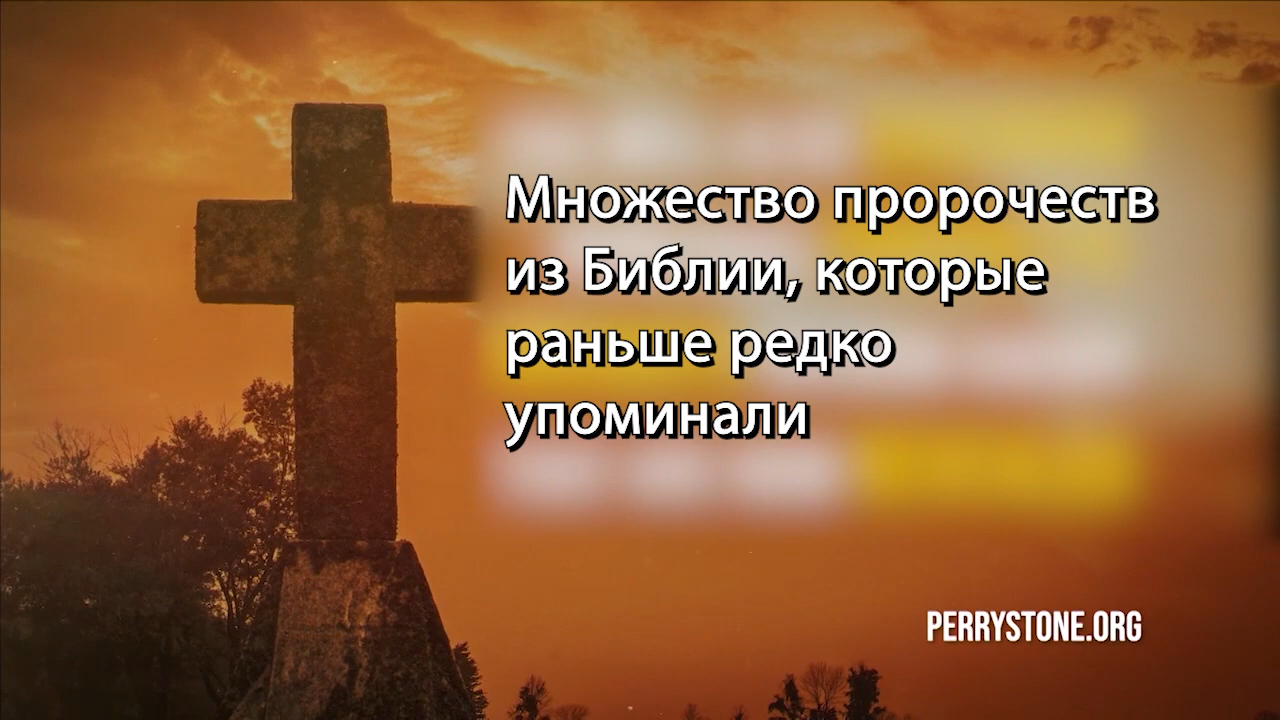 Множество пророчеств
из Библии, которые
раньше редко
упоминали
PERRYSTONE.ORG